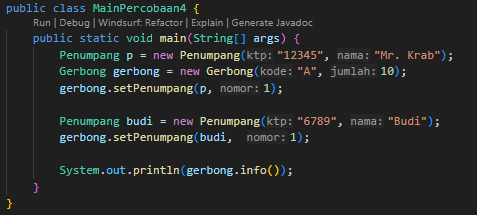 public class MainPercobaan4 {
Run | Debug | Windsurf: Refactor | Explain | Generate Javadoc
public static void main(String[] args) {
Penumpang p = new Penumpang(ktp:"12345", nama:"Mr. Krab");
Gerbong gerbong = new Gerbong(kode:"A", jumlah:10);
gerbong.setPenumpang(p, nomor:1);
Penumpang budi = new Penumpang(ktp:"6789", nama:"Budi");
gerbong.setPenumpang(budi,  nomor:1);
System.out.println(gerbong.info());
}
}